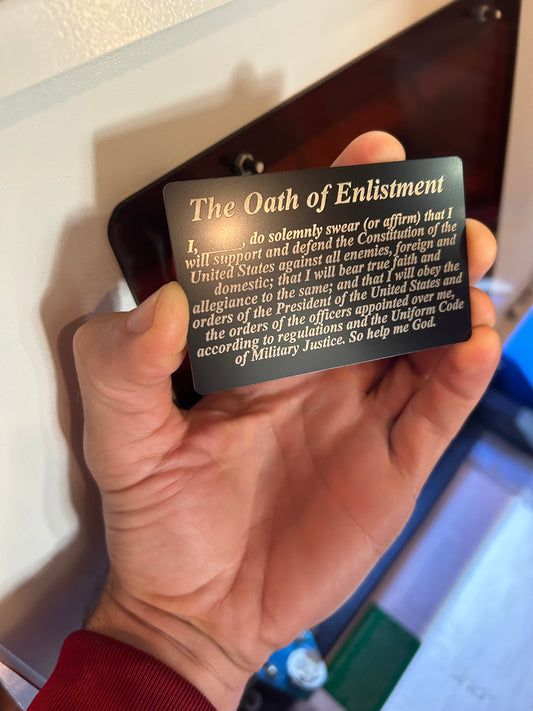 The Oath of Enlistment
I, _____, do solemnly swear (or affirm) that I
will support and defend the Constitution of the
United States against all enemies, foreign and
domestic; that I will bear true faith and
allegiance to the same; and that I will obey the
orders of the President of the United States and
the orders of the officers appointed over me,
according to regulations and the Uniform Code
of Military Justice. So help me God.